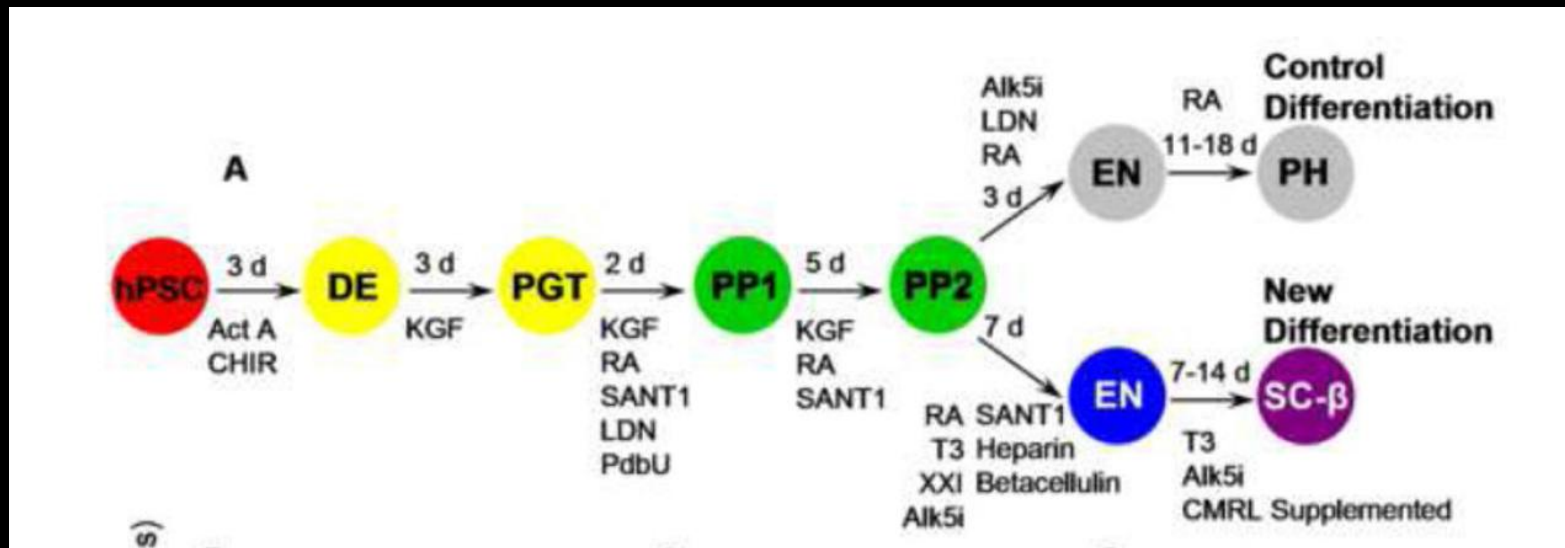 A
hPSC
3 d
Act A
CHIR
DE
3 d
KGF
PGT
2 d
KGF
RA
SANT1
LDN
PdbU
PP1
5 d
KGF
RA
SANT1
PP2
Alk5i
LDN
RA
3 d
EN
RA
11-18 d
Control
Differentiation
PH
7 d
RA SANT1
T3 Heparin
XXI Betacellulin
Alk5i
EN
7-14 d
T3
Alk5i
CMRL Supplemented
New
Differentiation
SC-β
s)